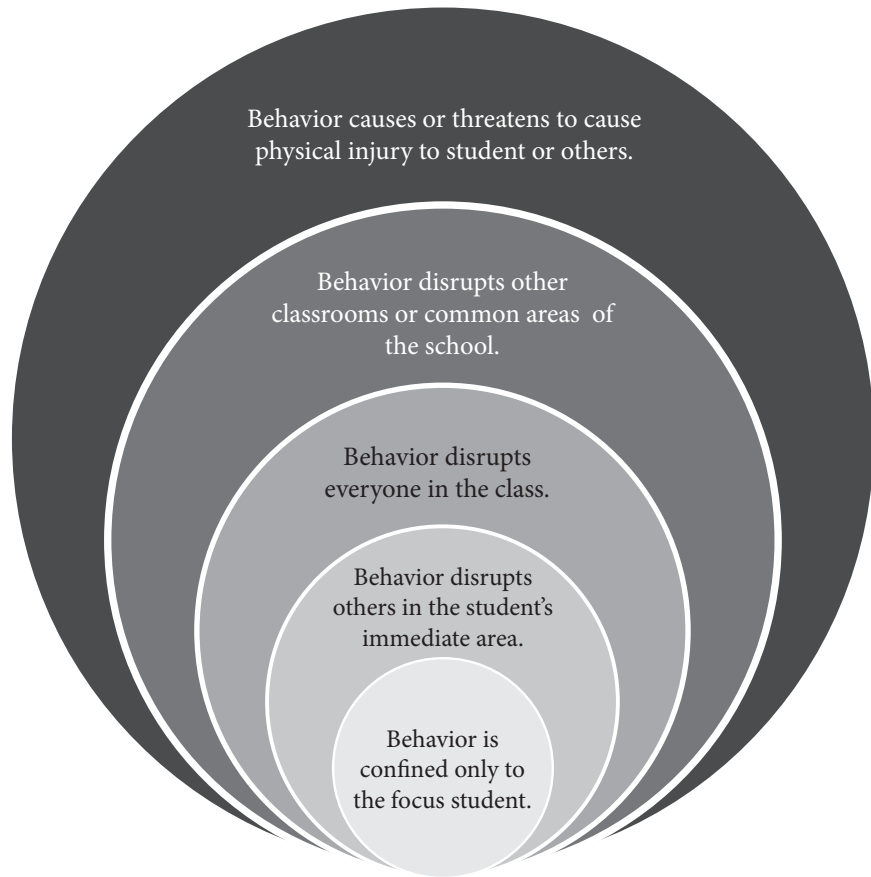 Behavior causes or threatens to cause
physical injury to student or others.
Behavior disrupts other
classrooms or common areas of
the school.
Behavior disrupts
everyone in the class.
Behavior disrupts
others in the student’s
immediate area.
Behavior is
confined only to
the focus student.